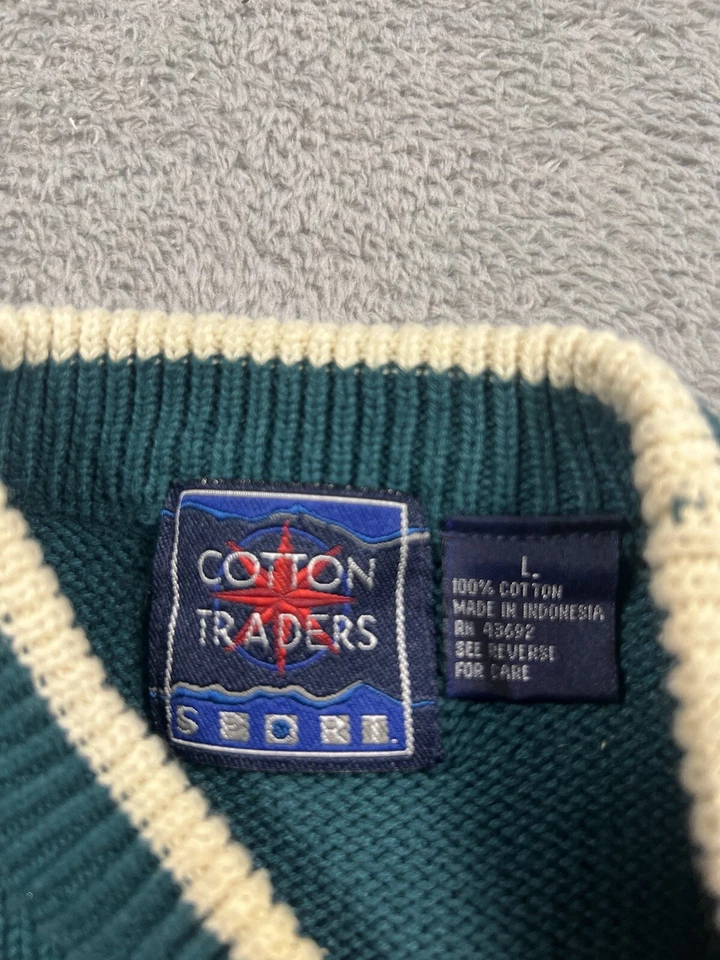 COTTON
TRADERS
SPORT.
L.
100% COTTON
MADE IN INDONESIA
RN 43692
SEE REVERSE
FOR CARE